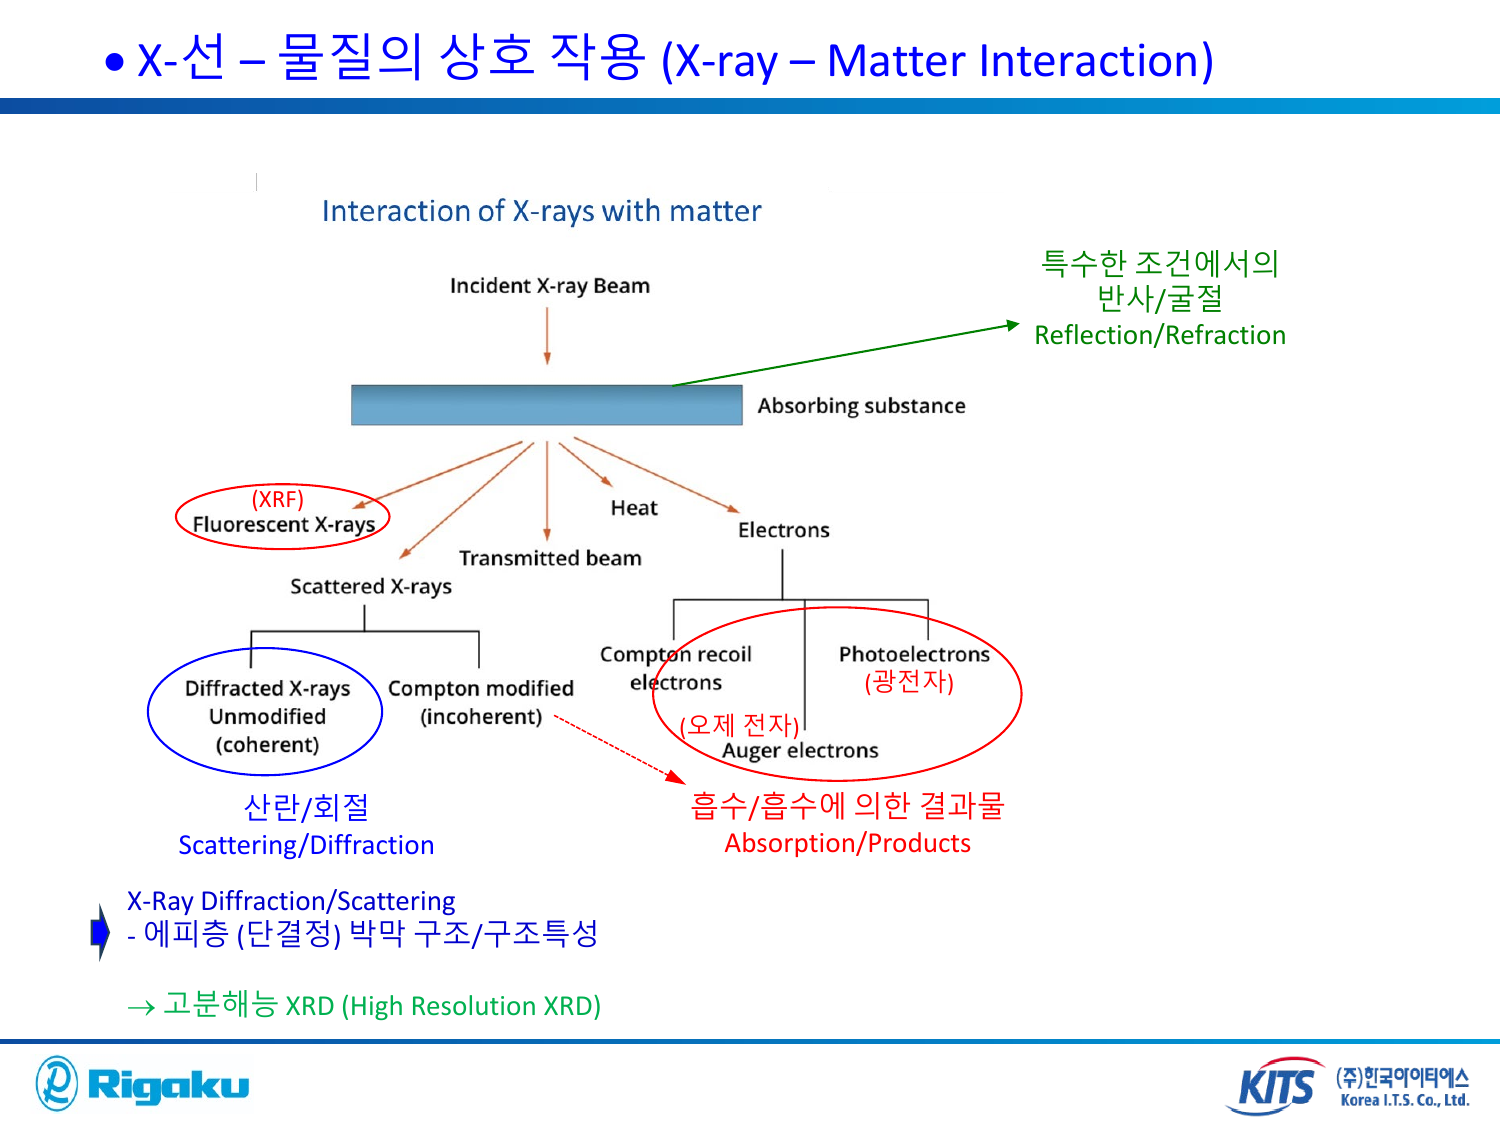 • X-선 – 물질의 상호 작용 (X-ray – Matter Interaction)
Interaction of X-rays with matter
특수한 조건에서의
반사/굴절
Reflection/Refraction
Incident X-ray Beam
Absorbing substance
(XRF)
Fluorescent X-rays
Heat
Electrons
Transmitted beam
Scattered X-rays
Compton recoil
electrons
Photoelectrons
(광전자)
Diffracted X-rays
Unmodified
(coherent)
Compton modified
(incoherent)
(오제 전자)
Auger electrons
산란/회절
Scattering/Diffraction
흡수/흡수에 의한 결과물
Absorption/Products
X-Ray Diffraction/Scattering
- 에피층 (단결정) 박막 구조/구조특성
→ 고분해능 XRD (High Resolution XRD)
Rigaku
KITS
(주)한국아이티에스
Korea I.T.S. Co., Ltd.